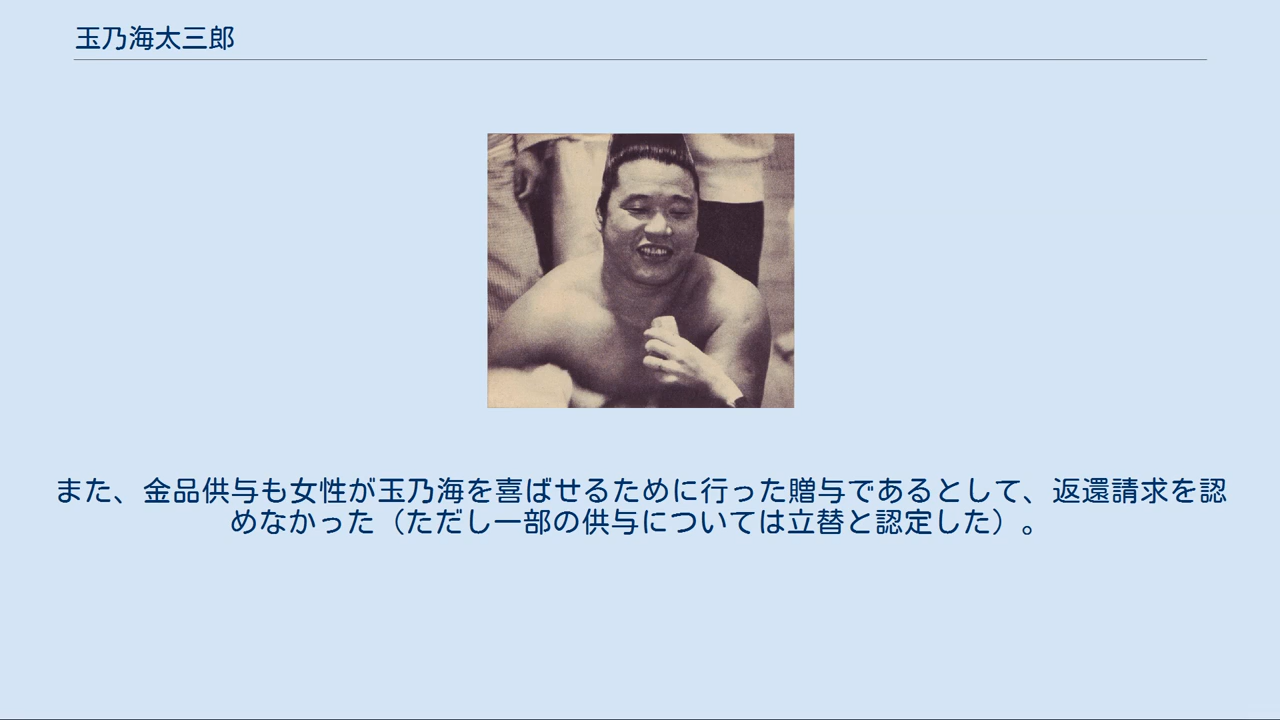 玉乃海太三郎
また、金品供与も女性が玉乃海を喜ばせるために行った贈与であるとして、返還請求を認
めなかった（ただし一部の供与については立替と認定した）。